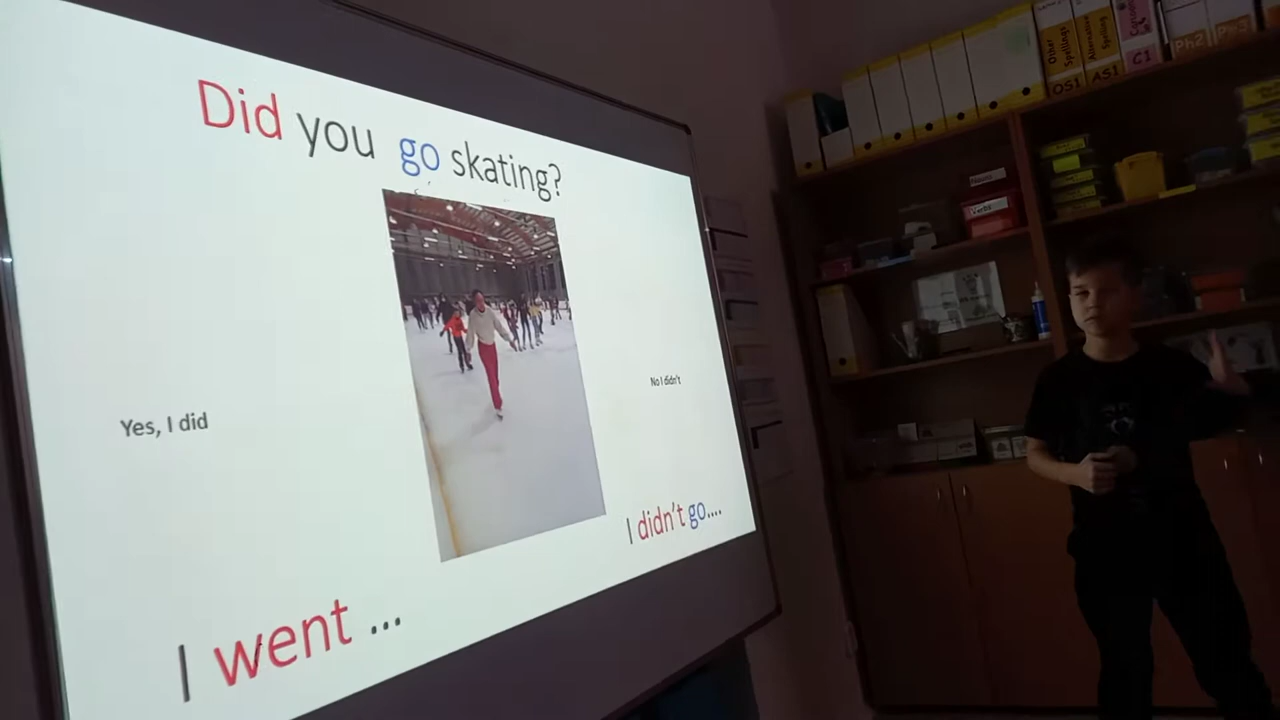 Did you go skating?
Yes, I did
No I didn't
I didn't go....
I went ...
Other Spellings
OS1
Alternative Spelling
AS1
C1
Ph2
Verbs